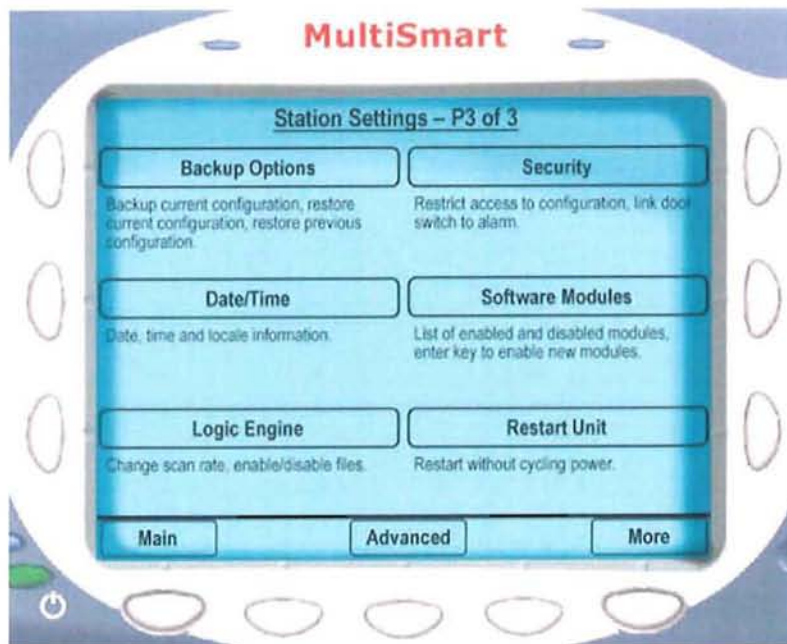 MultiSmart
Station Settings – P3 of 3
Backup Options
Backup current configuration, restore
current configuration, restore previous
configuration.
Security
Restrict access to configuration, link door
switch to alarm.
Date/Time
Date, time and locale information.
Software Modules
List of enabled and disabled modules,
enter key to enable new modules.
Logic Engine
Change scan rate, enable/disable files.
Restart Unit
Restart without cycling power.
Main
Advanced
More